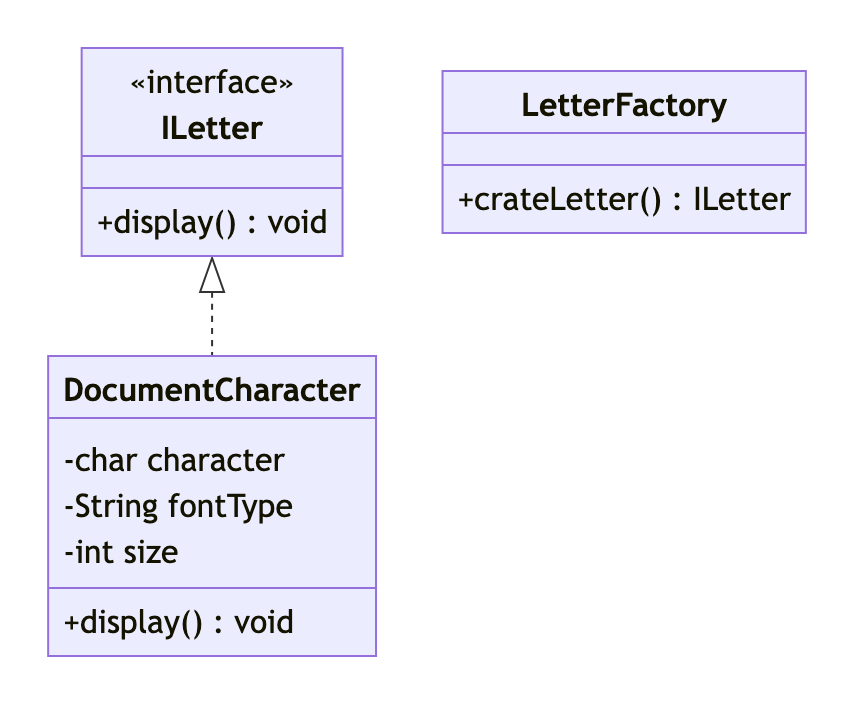 «interface»
ILetter
+display() : void
LetterFactory
+crateLetter() : ILetter
DocumentCharacter
-char character
-String fontType
-int size
+display() : void